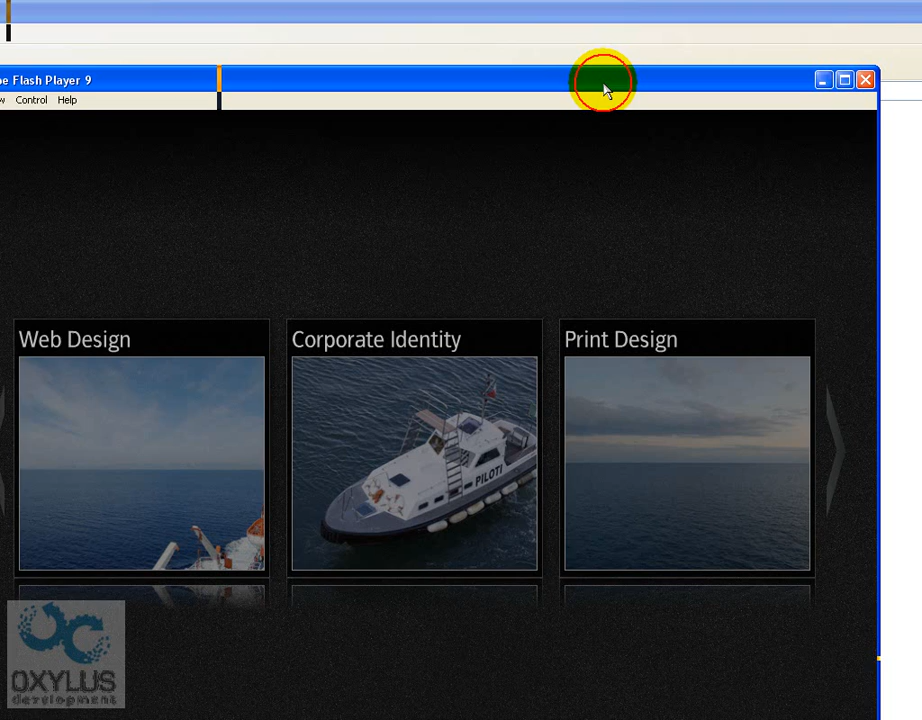 e Flash Player 9
w Control Help
Web Design
Corporate Identity
Print Design
PILOTI
OXYLUS
development